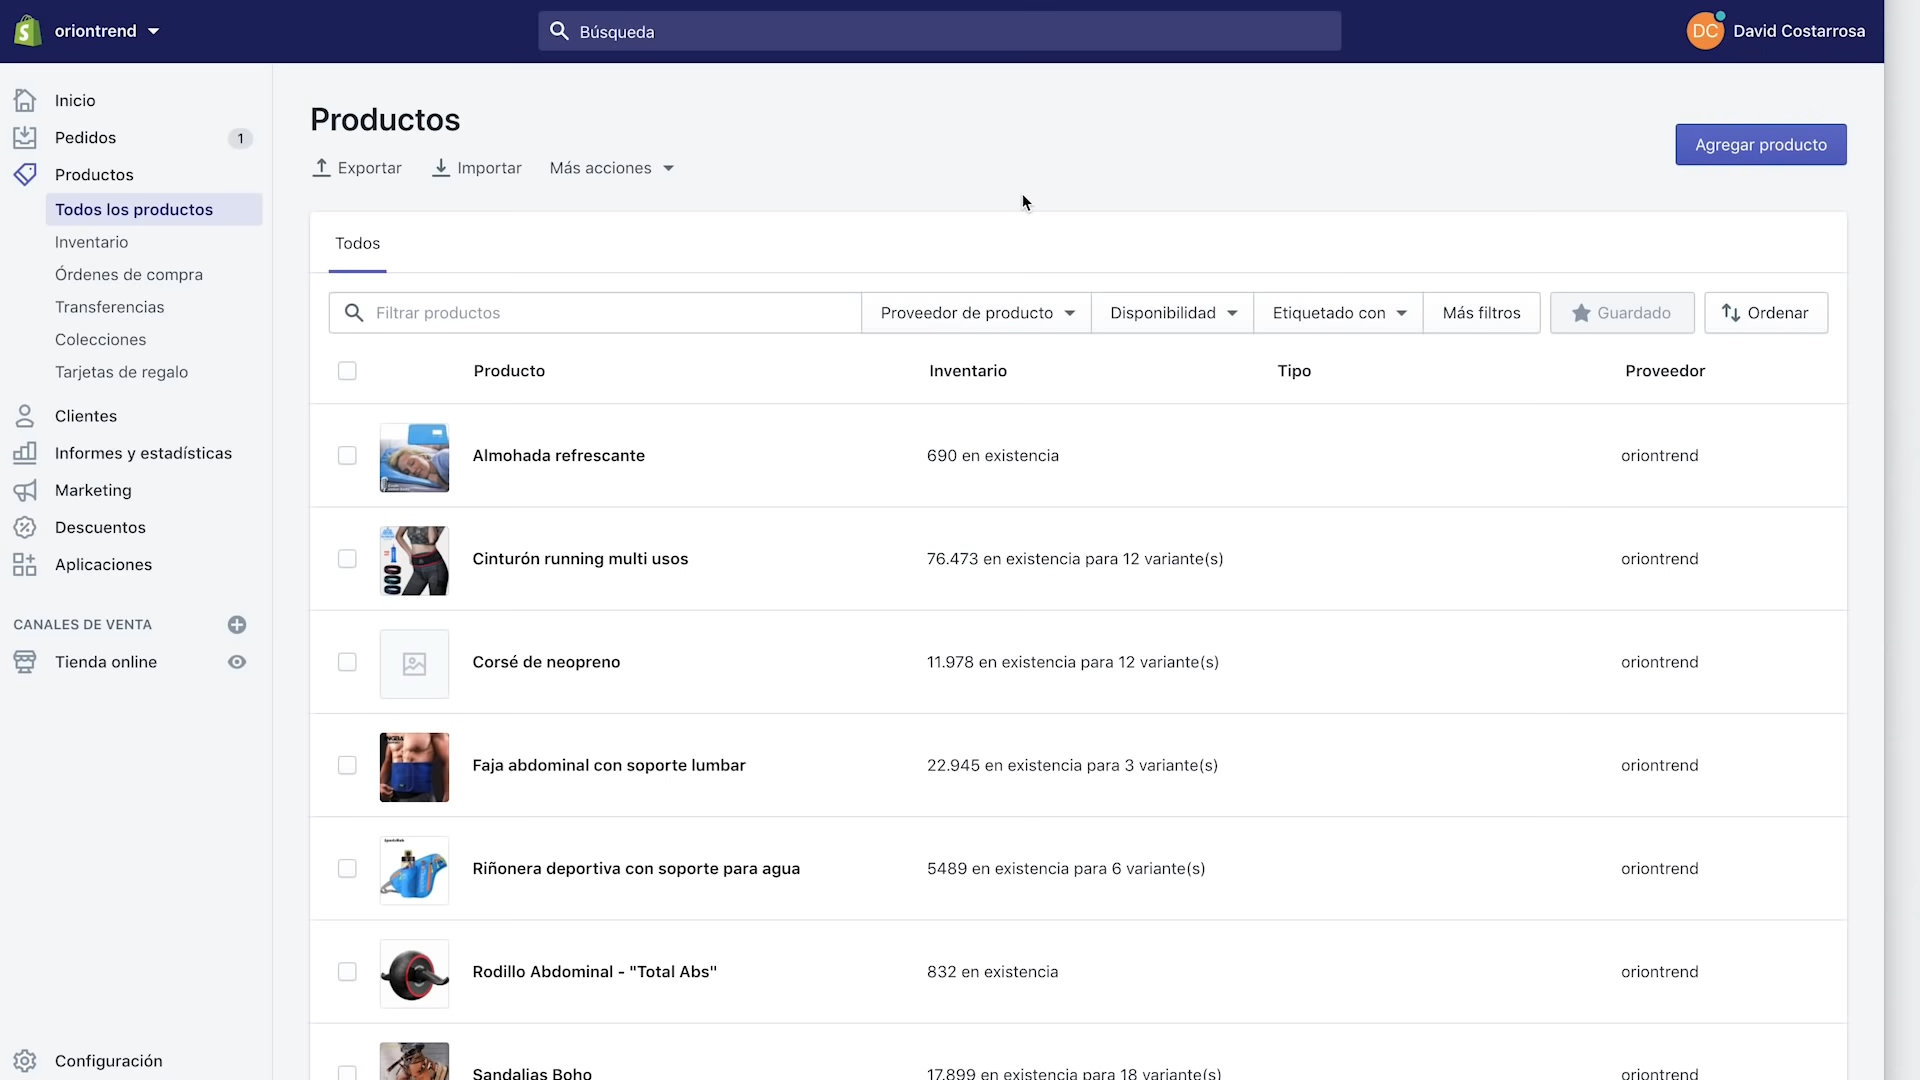 oriontrend
Búsqueda
DC
David Costarrosa
Inicio
Pedidos
1
Productos
Todos los productos
Inventario
Órdenes de compra
Transferencias
Colecciones
Tarjetas de regalo
Clientes
Informes y estadísticas
Marketing
Descuentos
Aplicaciones
CANALES DE VENTA
Tienda online
Configuración
Productos
Agregar producto
Exportar
Importar
Más acciones
Todos
Filtrar productos
Proveedor de producto
Disponibilidad
Etiquetado con
Más filtros
Guardado
Ordenar
Producto Inventario Tipo Proveedor
Almohada refrescante 690 en existencia oriontrend
Cinturón running multi usos 76.473 en existencia para 12 variante(s) oriontrend
Corsé de neopreno 11.978 en existencia para 12 variante(s) oriontrend
Faja abdominal con soporte lumbar 22.945 en existencia para 3 variante(s) oriontrend
Riñonera deportiva con soporte para agua 5489 en existencia para 6 variante(s) oriontrend
Rodillo Abdominal - "Total Abs" 832 en existencia oriontrend
Sandalias Boho 17.899 en existencia para 18 variante(s) oriontrend